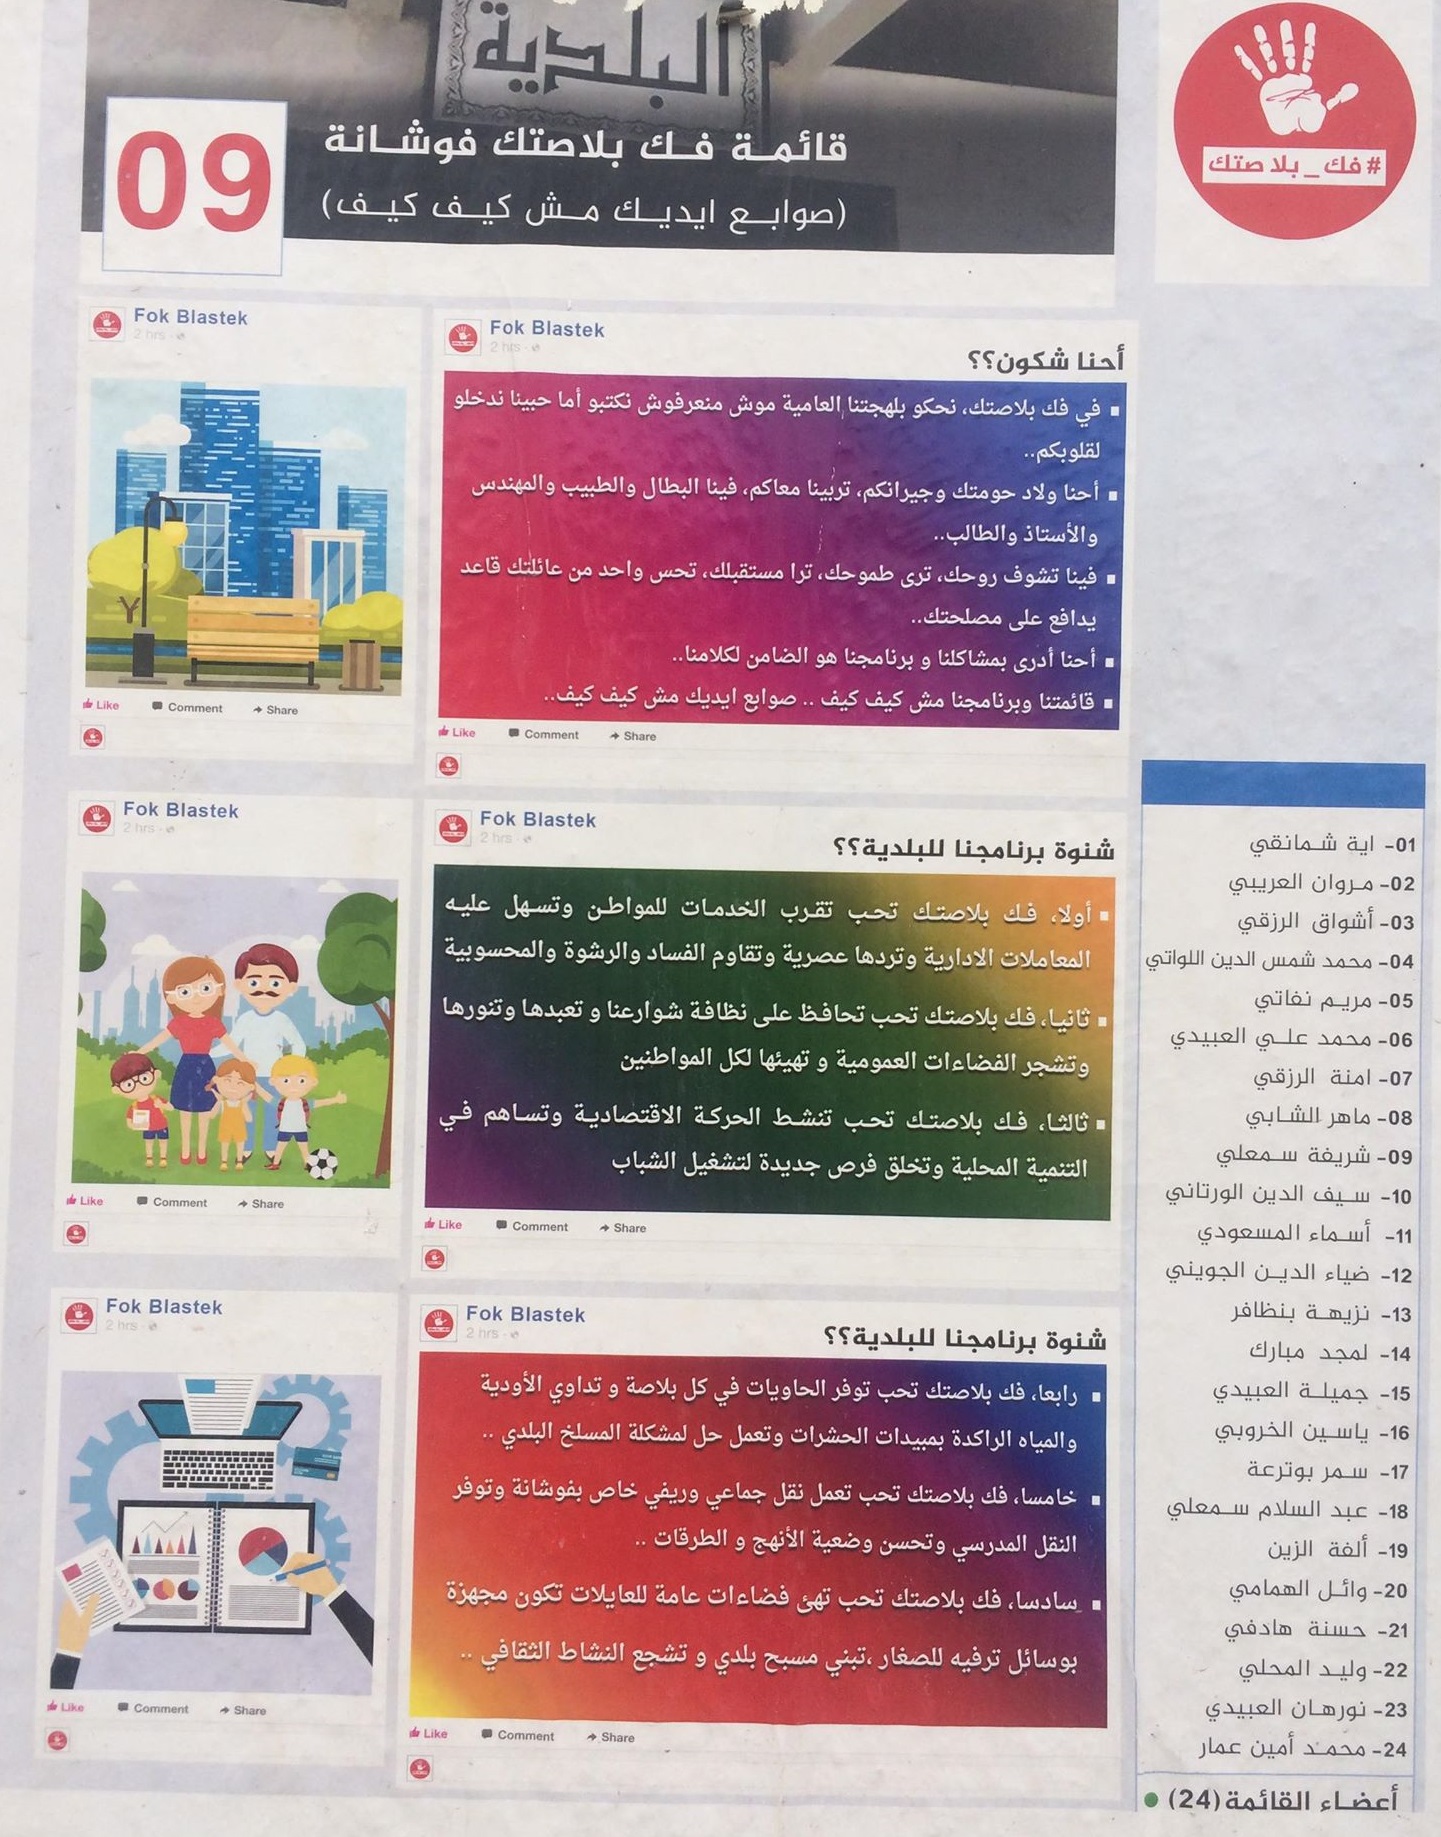 البلدية
09
قائمة فك بلاصتك فوشانة
(صوابع ايديك مش كيف كيف)
#فك_بلاصتك
Fok Blastek
2 hrs
Like Comment Share
Fok Blastek
2 hrs
أحنا شكون؟؟
▪ في فك بلاصتك، نحكو بلهجتنا العامية موش منعرفوش نكتبو أما حبينا ندخلو
لقلوبكم..
▪ أحنا ولاد حومتك وجيرانكم، تربينا معاكم، فينا البطال والطبيب والمهندس
والأستاذ والطالب..
▪ فينا تشوف روحك، ترى طموحك، ترا مستقبلك، تحس واحد من عائلتك قاعد
يدافع على مصلحتك..
▪ أحنا أدرى بمشاكلنا و برنامجنا هو الضامن لكلامنا..
▪ قائمتنا وبرنامجنا مش كيف كيف .. صوابع ايديك مش كيف كيف..
Like Comment Share
Fok Blastek
2 hrs
Like Comment Share
Fok Blastek
2 hrs
شنوة برنامجنا للبلدية؟؟
▪ أولا، فك بلاصتك تحب تقرب الخدمات للمواطن وتسهل عليه
المعاملات الادارية وتردها عصرية وتقاوم الفساد والرشوة والمحسوبية
▪ ثانيا، فك بلاصتك تحب تحافظ على نظافة شوارعنا و تعبدها وتنورها
وتشجر الفضاءات العمومية و تهيئها لكل المواطنين
▪ ثالثا، فك بلاصتك تحب تنشط الحركة الاقتصادية وتساهم في
التنمية المحلية وتخلق فرص جديدة لتشغيل الشباب
Like Comment Share
Fok Blastek
2 hrs
Like Comment Share
Fok Blastek
2 hrs
شنوة برنامجنا للبلدية؟؟
▪ رابعا، فك بلاصتك تحب توفر الحاويات في كل بلاصة و تداوي الأودية
والمياه الراكدة بمبيدات الحشرات وتعمل حل لمشكلة المسلخ البلدي ..
▪ خامسا، فك بلاصتك تحب تعمل نقل جماعي وريفي خاص بفوشانة وتوفر
النقل المدرسي وتحسن وضعية الأنهج و الطرقات ..
▪ سادسا، فك بلاصتك تحب تهئ فضاءات عامة للعايلات تكون مجهزة
بوسائل ترفيه للصغار ،تبني مسبح بلدي و تشجع النشاط الثقافي ..
Like Comment Share
01- اية شمانقي
02- مروان العريبي
03- أشواق الرزقي
04- محمد شمس الدين اللواتي
05- مريم نفاتي
06- محمد علي العبيدي
07- امنة الرزقي
08- ماهر الشابي
09- شريفة سمعلي
10- سيف الدين الورتاني
11- أسماء المسعودي
12- ضياء الدين الجويني
13- نزيهة بنظافر
14- لمجد مبارك
15- جميلة العبيدي
16- ياسين الخروبي
17- سمر بوترعة
18- عبد السلام سمعلي
19- ألفة الزين
20- وائل الهمامي
21- حسنة هادفي
22- وليد المحلي
23- نورهان العبيدي
24- محمد أمين عمار
أعضاء القائمة (24)